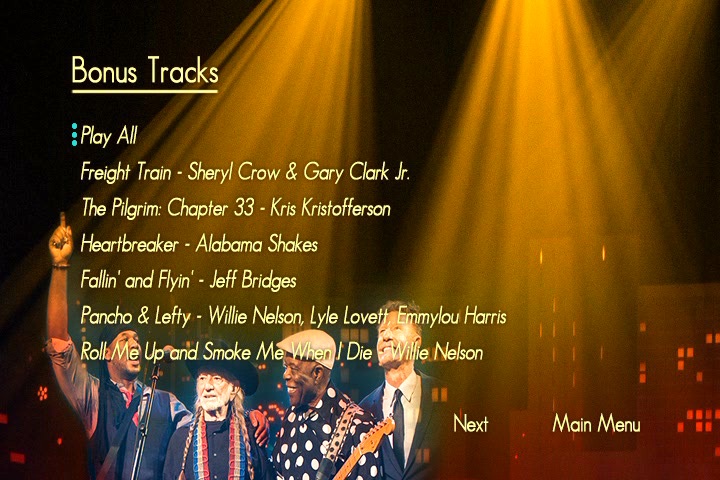 Bonus Tracks
Play All
Freight Train - Sheryl Crow & Gary Clark Jr.
The Pilgrim: Chapter 33 - Kris Kristofferson
Heartbreaker - Alabama Shakes
Fallin' and Flyin' - Jeff Bridges
Pancho & Lefty - Willie Nelson, Lyle Lovett, Emmylou Harris
Roll Me Up and Smoke Me When I Die - Willie Nelson
Next Main Menu